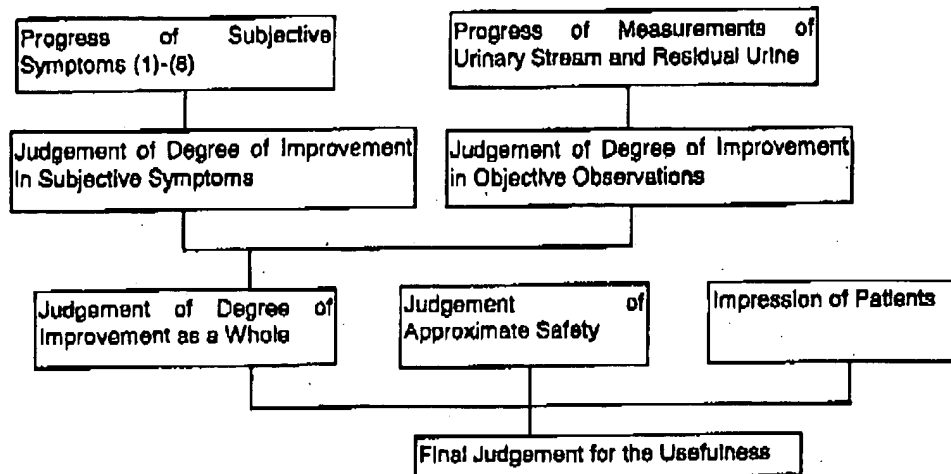 Progress of Subjective
Symptoms (1)-(8)
Progress of Measurements of
Urinary Stream and Residual Urine
Judgement of Degree of Improvement
in Subjective Symptoms
Judgement of Degree of Improvement
in Objective Observations
Judgement of Degree of
Improvement as a Whole
Judgement of
Approximate Safety
Impression of Patients
Final Judgement for the Usefulness